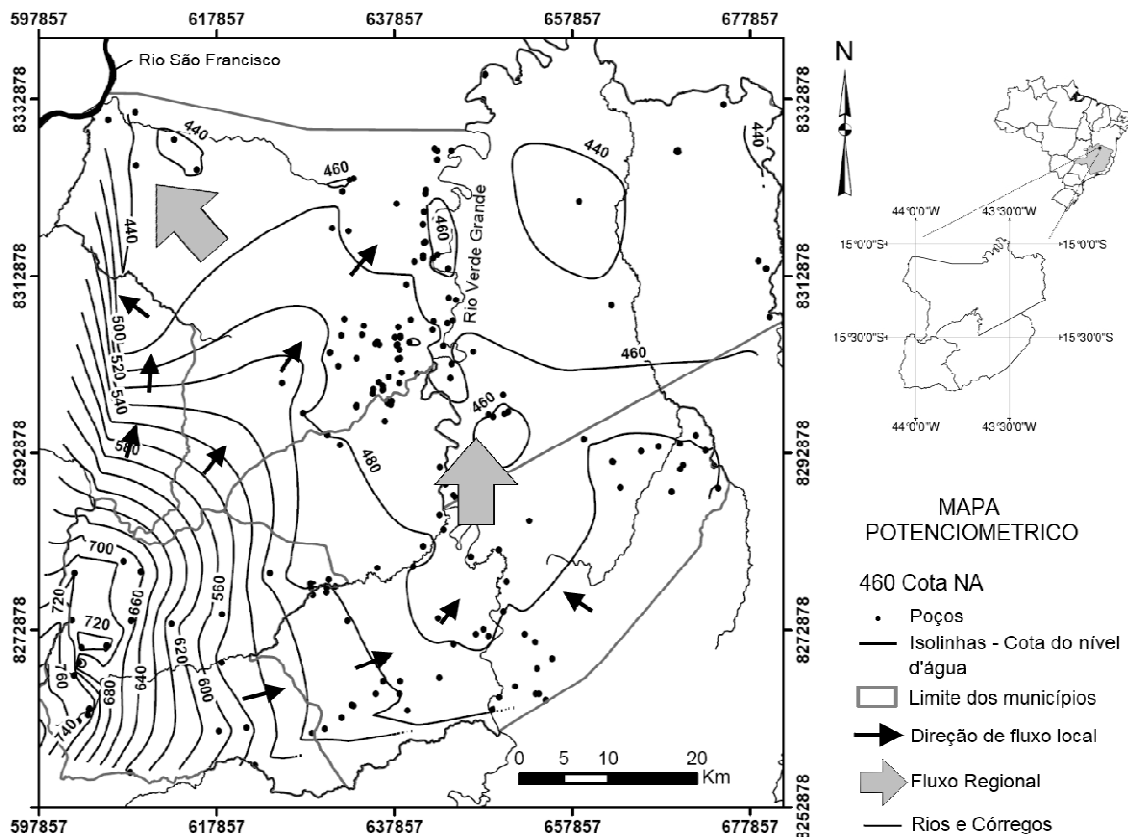 597857 617857 637857 657857 677857
8332878
8312878
8292878
8272878
8332878
8312878
8292878
8272878
8252878
Rio São Francisco
440
440
440
460
440
460
Rio Verde Grande
500
520
540
460
460
580
480
700
720
660
560
720
620
760
680
640
600
740
0 5 10 20
Km
597857 617857 637857 657857 677857
N
44°0'0"W 43°30'0"W
15°0'0"S 15°0'0"S
15°30'0"S 15°30'0"S
44°0'0"W 43°30'0"W
MAPA
POTENCIOMETRICO
460 Cota NA
Poços
Isolinhas - Cota do nível
d'água
Limite dos municípios
Direção de fluxo local
Fluxo Regional
Rios e Córregos